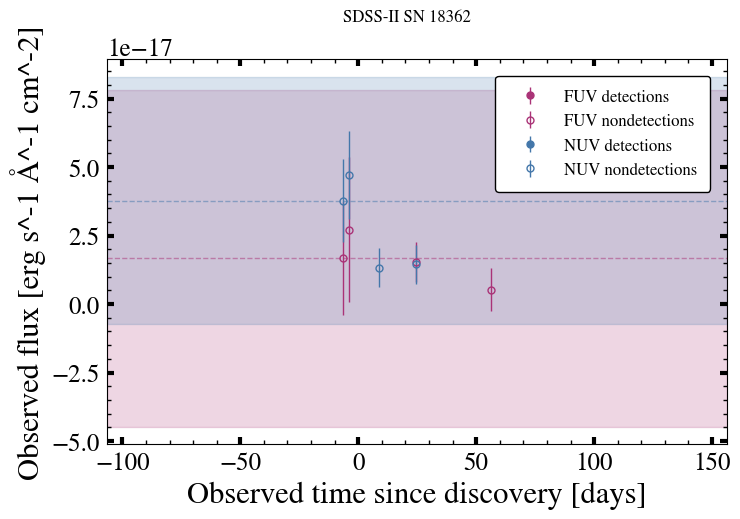 SDSS-II SN 18362
1e−17
7.5
5.0
2.5
0.0
−2.5
−5.0
Observed flux [erg s^-1 Å^-1 cm^-2]
FUV detections
FUV nondetections
NUV detections
NUV nondetections
−100 −50 0 50 100 150
Observed time since discovery [days]